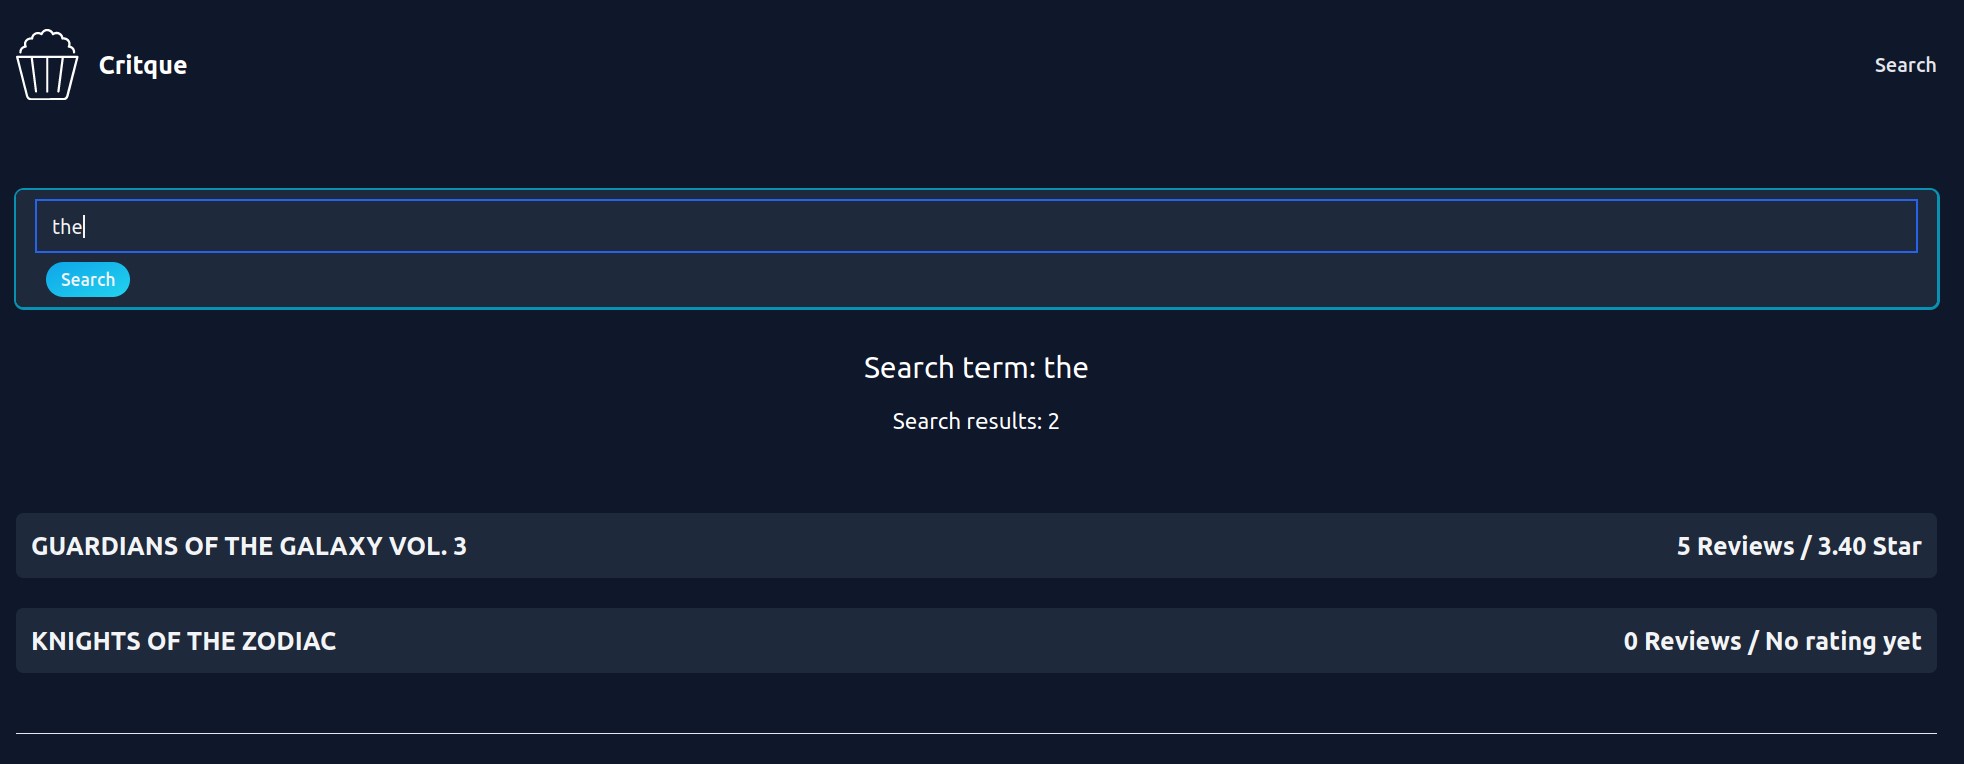 Critque
Search
the
Search
Search term: the
Search results: 2
GUARDIANS OF THE GALAXY VOL. 3
5 Reviews / 3.40 Star
KNIGHTS OF THE ZODIAC
0 Reviews / No rating yet